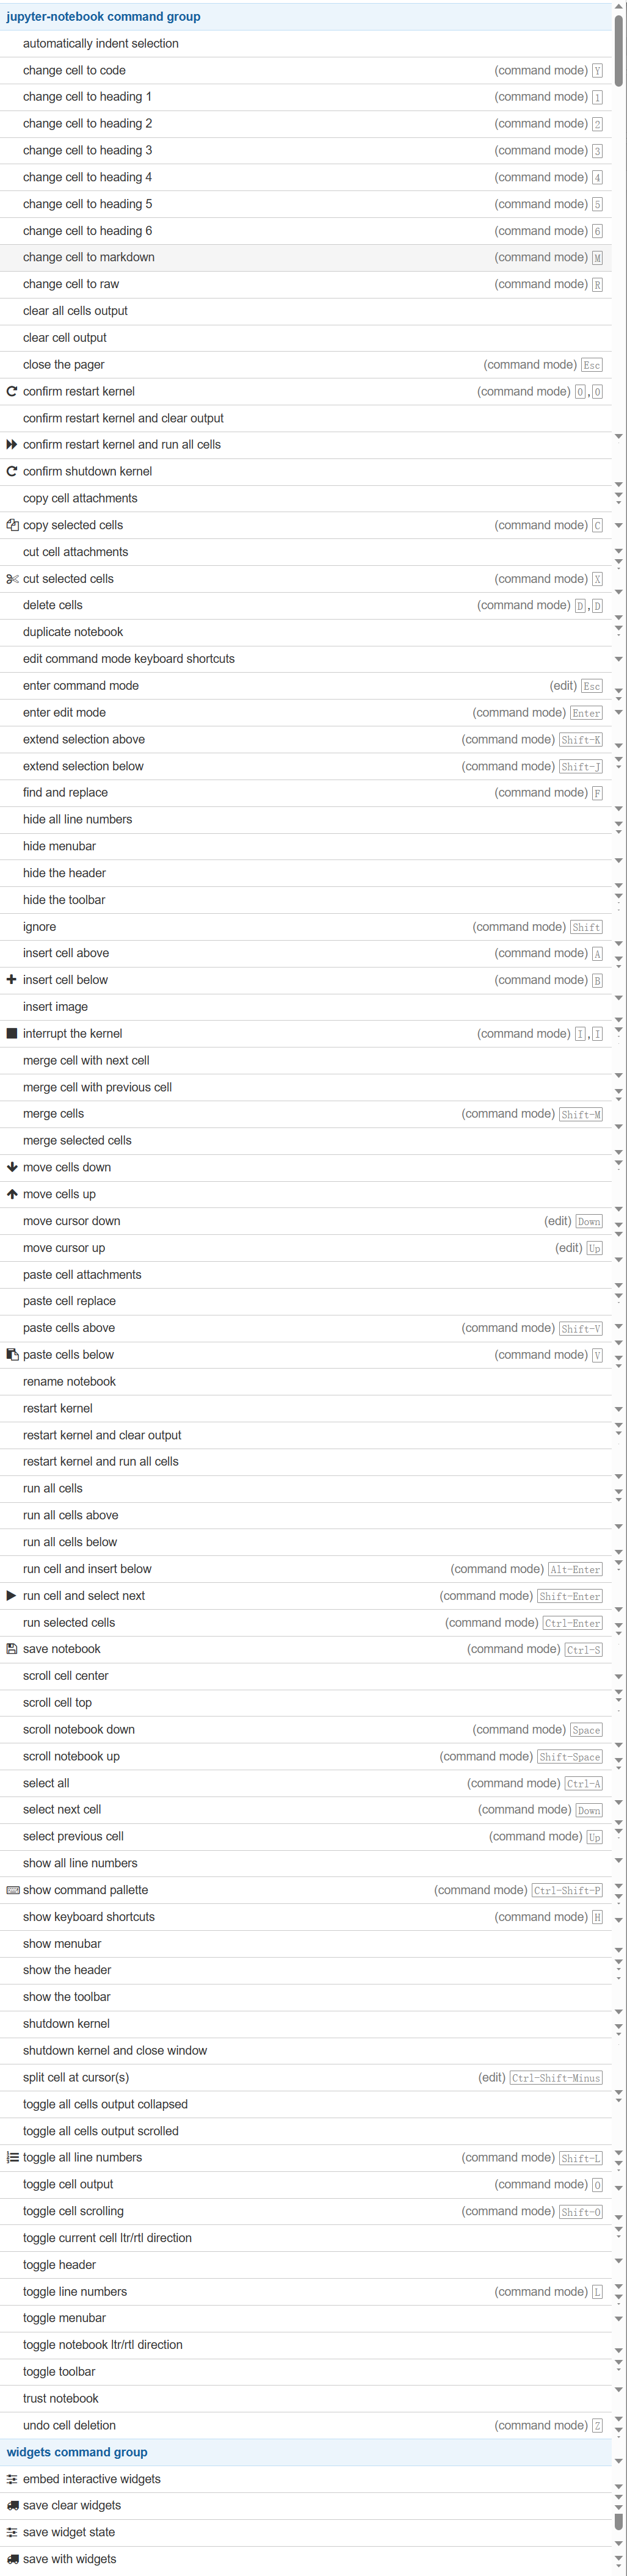 jupyter-notebook command group
automatically indent selection
change cell to code (command mode) Y
change cell to heading 1 (command mode) 1
change cell to heading 2 (command mode) 2
change cell to heading 3 (command mode) 3
change cell to heading 4 (command mode) 4
change cell to heading 5 (command mode) 5
change cell to heading 6 (command mode) 6
change cell to markdown (command mode) M
change cell to raw (command mode) R
clear all cells output
clear cell output
close the pager (command mode) Esc
confirm restart kernel (command mode) 0,0
confirm restart kernel and clear output
confirm restart kernel and run all cells
confirm shutdown kernel
copy cell attachments
copy selected cells (command mode) C
cut cell attachments
cut selected cells (command mode) X
delete cells (command mode) D,D
duplicate notebook
edit command mode keyboard shortcuts
enter command mode (edit) Esc
enter edit mode (command mode) Enter
extend selection above (command mode) Shift-K
extend selection below (command mode) Shift-J
find and replace (command mode) F
hide all line numbers
hide menubar
hide the header
hide the toolbar
ignore (command mode) Shift
insert cell above (command mode) A
insert cell below (command mode) B
insert image
interrupt the kernel (command mode) I,I
merge cell with next cell
merge cell with previous cell
merge cells (command mode) Shift-M
merge selected cells
move cells down
move cells up
move cursor down (edit) Down
move cursor up (edit) Up
paste cell attachments
paste cell replace
paste cells above (command mode) Shift-V
paste cells below (command mode) V
rename notebook
restart kernel
restart kernel and clear output
restart kernel and run all cells
run all cells
run all cells above
run all cells below
run cell and insert below (command mode) Alt-Enter
run cell and select next (command mode) Shift-Enter
run selected cells (command mode) Ctrl-Enter
save notebook (command mode) Ctrl-S
scroll cell center
scroll cell top
scroll notebook down (command mode) Space
scroll notebook up (command mode) Shift-Space
select all (command mode) Ctrl-A
select next cell (command mode) Down
select previous cell (command mode) Up
show all line numbers
show command pallette (command mode) Ctrl-Shift-P
show keyboard shortcuts (command mode) H
show menubar
show the header
show the toolbar
shutdown kernel
shutdown kernel and close window
split cell at cursor(s) (edit) Ctrl-Shift-Minus
toggle all cells output collapsed
toggle all cells output scrolled
toggle all line numbers (command mode) Shift-L
toggle cell output (command mode) O
toggle cell scrolling (command mode) Shift-O
toggle current cell ltr/rtl direction
toggle header
toggle line numbers (command mode) L
toggle menubar
toggle notebook ltr/rtl direction
toggle toolbar
trust notebook
undo cell deletion (command mode) Z
widgets command group
embed interactive widgets
save clear widgets
save widget state
save with widgets